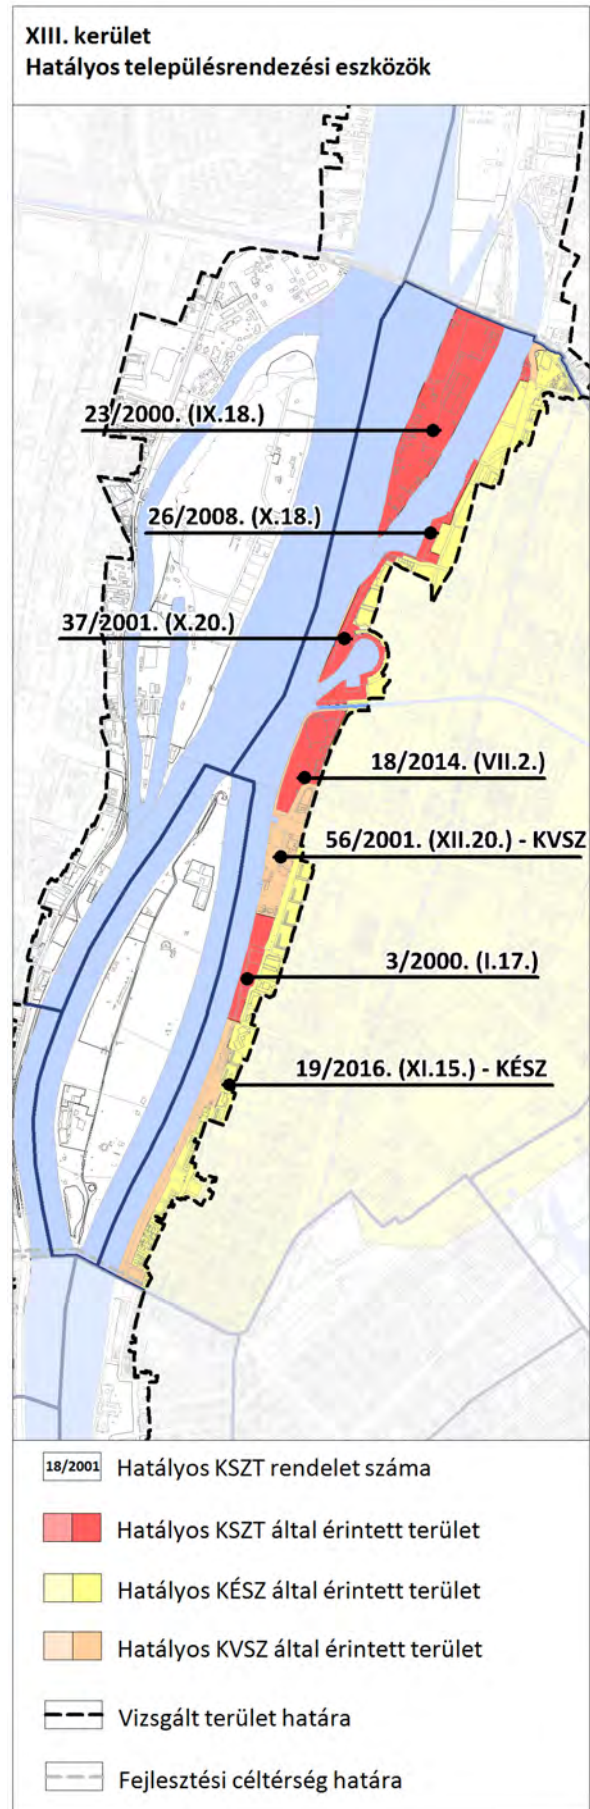 XIII. kerület
Hatályos településrendezési eszközök
23/2000. (IX.18.)
26/2008. (X.18.)
37/2001. (X.20.)
18/2014. (VII.2.)
56/2001. (XII.20.) - KVSZ
3/2000. (I.17.)
19/2016. (XI.15.) - KÉSZ
18/2001 Hatályos KSZT rendelet száma
Hatályos KSZT által érintett terület
Hatályos KÉSZ által érintett terület
Hatályos KVSZ által érintett terület
Vizsgált terület határa
Fejlesztési céltérség határa